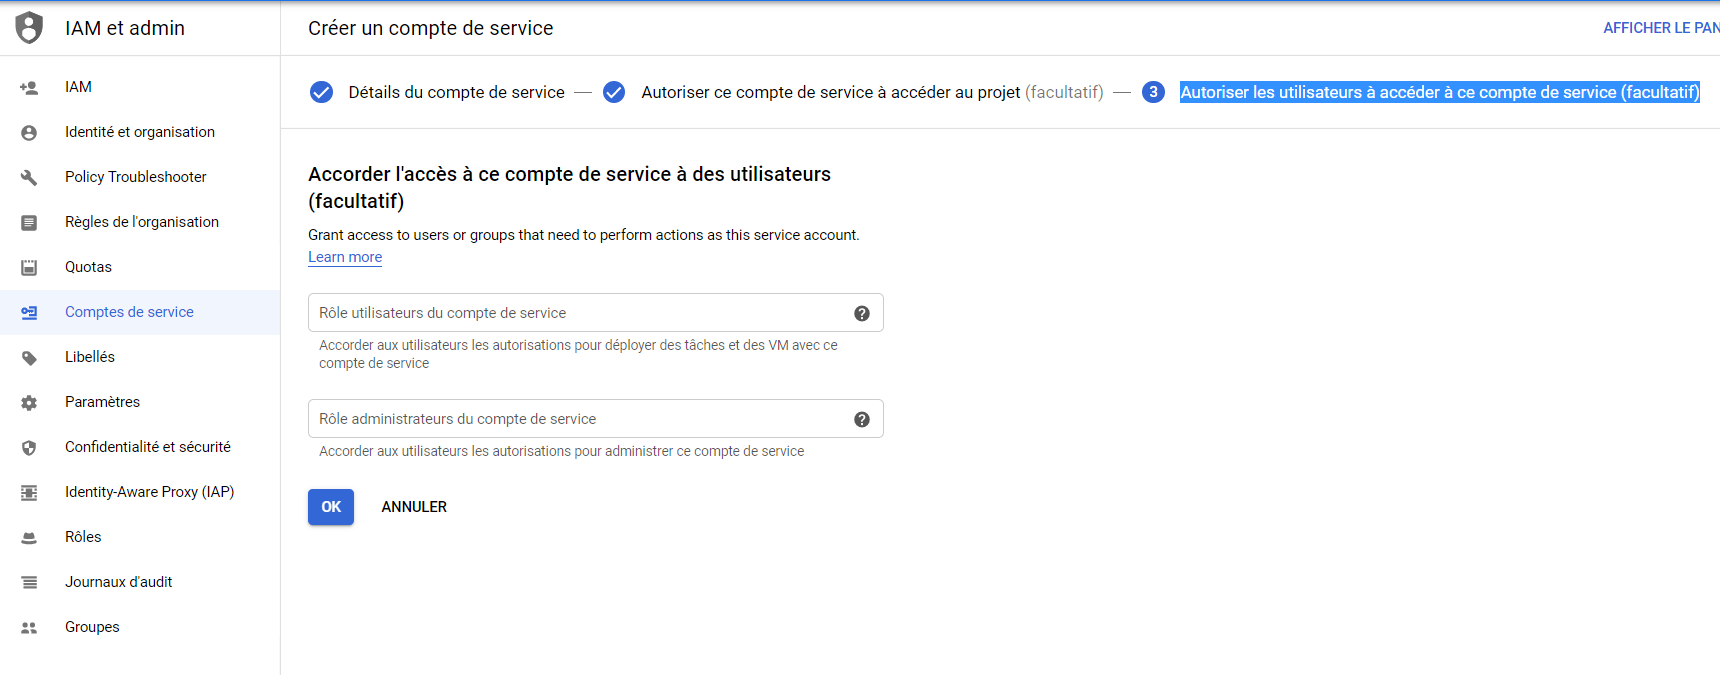 IAM et admin
Créer un compte de service
AFFICHER LE PAN
IAM
Identité et organisation
Policy Troubleshooter
Règles de l'organisation
Quotas
Comptes de service
Libellés
Paramètres
Confidentialité et sécurité
Identity-Aware Proxy (IAP)
Rôles
Journaux d'audit
Groupes
Détails du compte de service — Autoriser ce compte de service à accéder au projet (facultatif) — 3 Autoriser les utilisateurs à accéder à ce compte de service (facultatif)
Accorder l'accès à ce compte de service à des utilisateurs
(facultatif)
Grant access to users or groups that need to perform actions as this service account.
Learn more
Rôle utilisateurs du compte de service
Accorder aux utilisateurs les autorisations pour déployer des tâches et des VM avec ce
compte de service
Rôle administrateurs du compte de service
Accorder aux utilisateurs les autorisations pour administrer ce compte de service
OK ANNULER